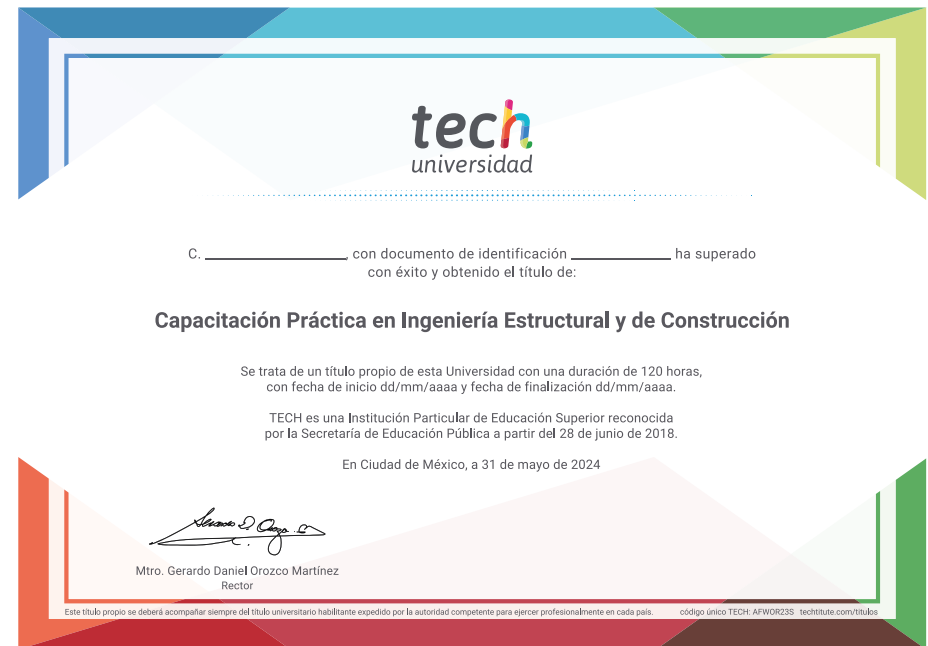 tech
universidad
C. ____________, con documento de identificación ____________ ha superado
con éxito y obtenido el título de:
Capacitación Práctica en Ingeniería Estructural y de Construcción
Se trata de un título propio de esta Universidad con una duración de 120 horas,
con fecha de inicio dd/mm/aaaa y fecha de finalización dd/mm/aaaa.
TECH es una Institución Particular de Educación Superior reconocida
por la Secretaría de Educación Pública a partir del 28 de junio de 2018.
En Ciudad de México, a 31 de mayo de 2024
Mtro. Gerardo Daniel Orozco Martínez
Rector
Este título propio se deberá acompañar siempre del título universitario habilitante expedido por la autoridad competente para ejercer profesionalmente en cada país. código único TECH: AFWOR23S techtitute.com/titulos